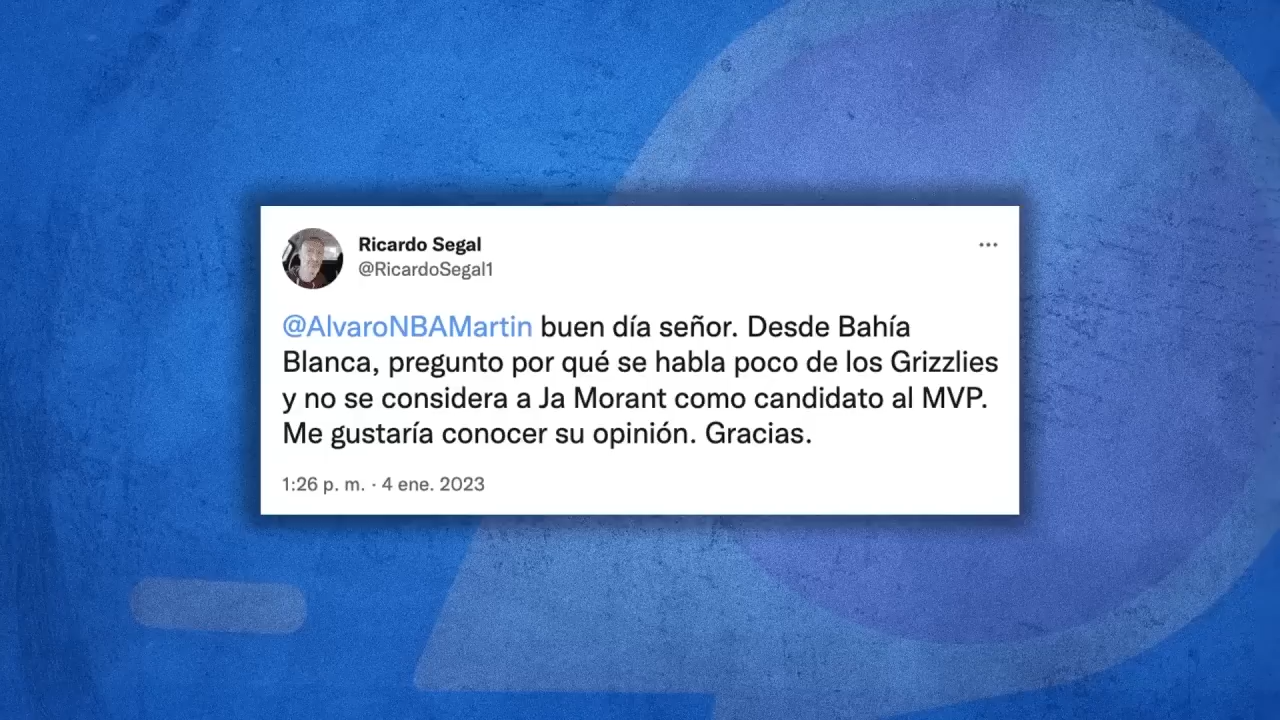 Ricardo Segal
@RicardoSegal1
@AlvaroNBAMartin buen día señor. Desde Bahía
Blanca, pregunto por qué se habla poco de los Grizzlies
y no se considera a Ja Morant como candidato al MVP.
Me gustaría conocer su opinión. Gracias.
1:26 p. m. · 4 ene. 2023